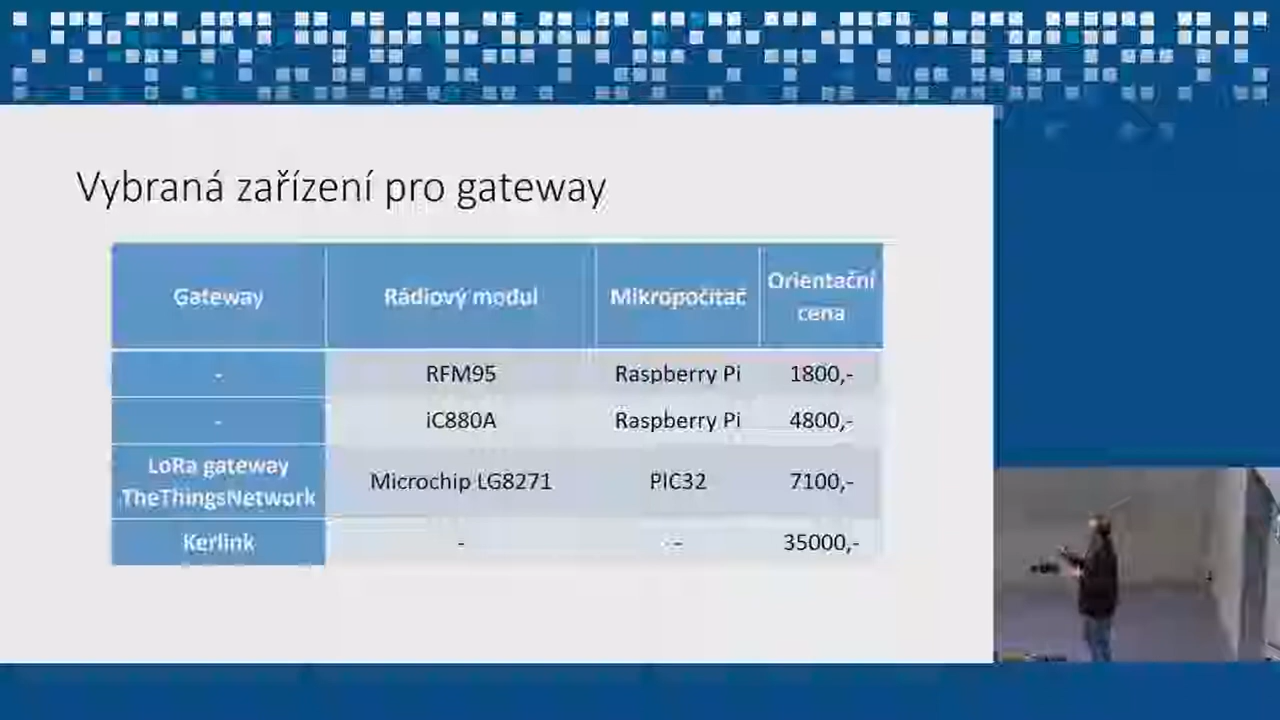 Vybraná zařízení pro gateway
Gateway Rádiový modul Mikropočítač Orientační cena
- RFM95 Raspberry Pi 1800,-
- iC880A Raspberry Pi 4800,-
LoRa gateway TheThingsNetwork Microchip LG8271 PIC32 7100,-
Kerlink - - 35000,-